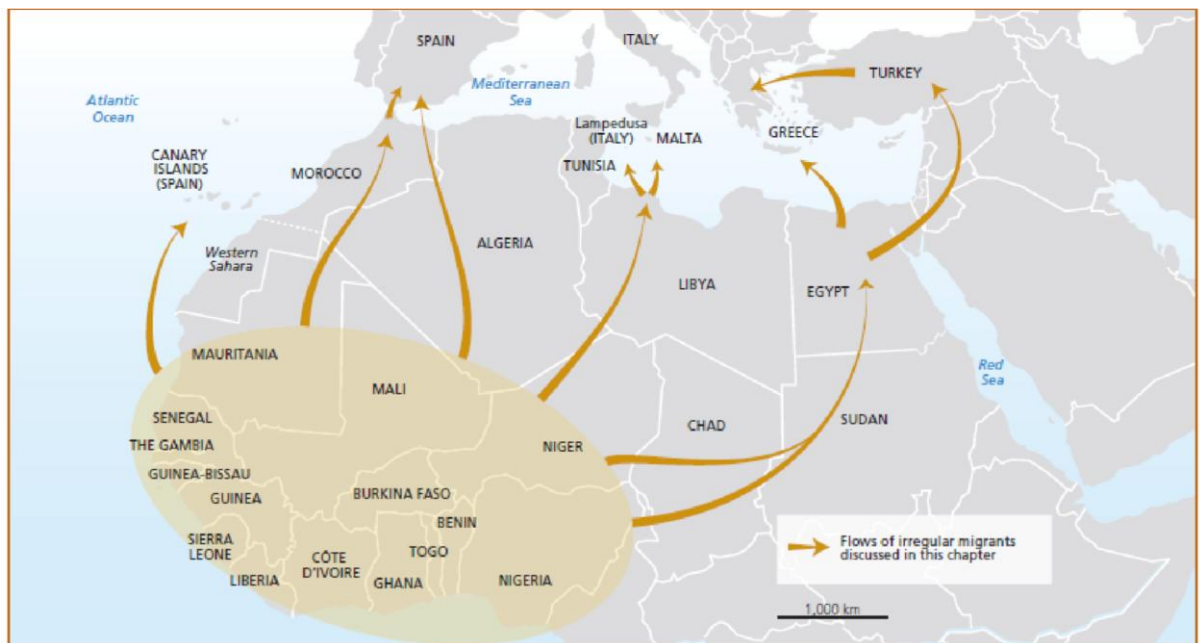 SPAIN
ITALY
Mediterranean
Sea
TURKEY
Atlantic
Ocean
Lampedusa
(ITALY)
MALTA
GREECE
CANARY
ISLANDS
(SPAIN)
MOROCCO
TUNISIA
ALGERIA
Western
Sahara
LIBYA
EGYPT
MAURITANIA
MALI
Red
Sea
SENEGAL
THE GAMBIA
GUINEA-BISSAU
GUINEA
NIGER
CHAD
SUDAN
BURKINA FASO
BENIN
SIERRA
LEONE
CÔTE
D'IVOIRE
TOGO
LIBERIA
GHANA
NIGERIA
Flows of irregular migrants
discussed in this chapter
1,000 km